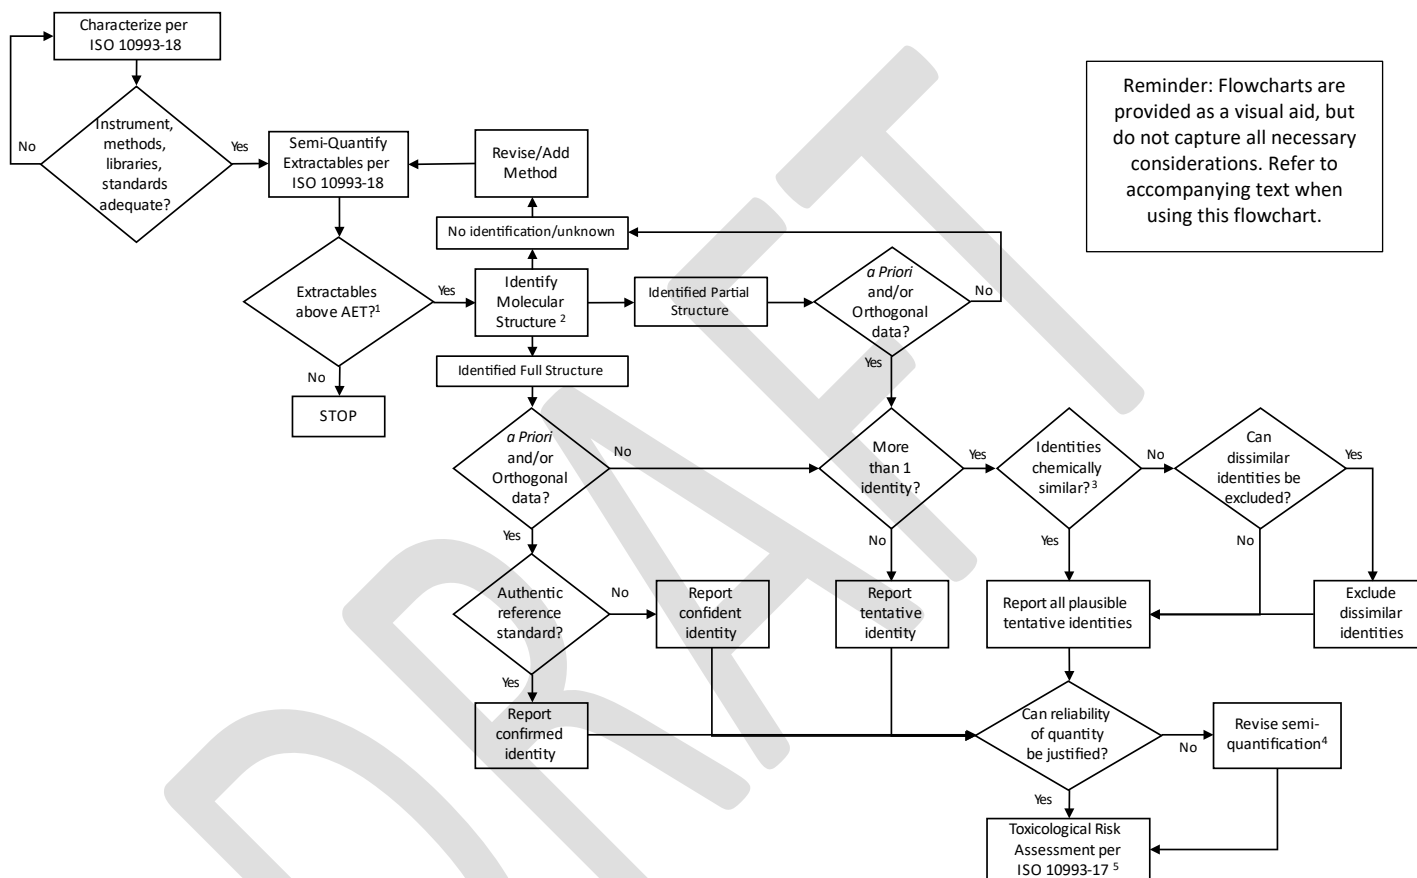 Characterize per
ISO 10993-18
Reminder: Flowcharts are
provided as a visual aid, but
do not capture all necessary
considerations. Refer to
accompanying text when
using this flowchart.
Instrument,
methods,
libraries,
standards
adequate?
No
Yes
Semi-Quantify
Extractables per
ISO 10993-18
Revise/Add
Method
No identification/unknown
Extractables
above AET?1
Yes
No
STOP
Identify
Molecular
Structure 2
Identified Partial
Structure
a Priori
and/or
Orthogonal
data?
No
Yes
Identified Full Structure
a Priori
and/or
Orthogonal
data?
No
Yes
More
than 1
identity?
Yes
No
Identities
chemically
similar?3
No
Yes
Can
dissimilar
identities be
excluded?
Yes
No
Authentic
reference
standard?
No
Yes
Report
confident
identity
Report
tentative
identity
Report all plausible
tentative identities
Exclude
dissimilar
identities
Report
confirmed
identity
Can reliability
of quantity
be justified?
No
Yes
Revise semi-
quantification4
Toxicological Risk
Assessment per
ISO 10993-17 5
DRAFT